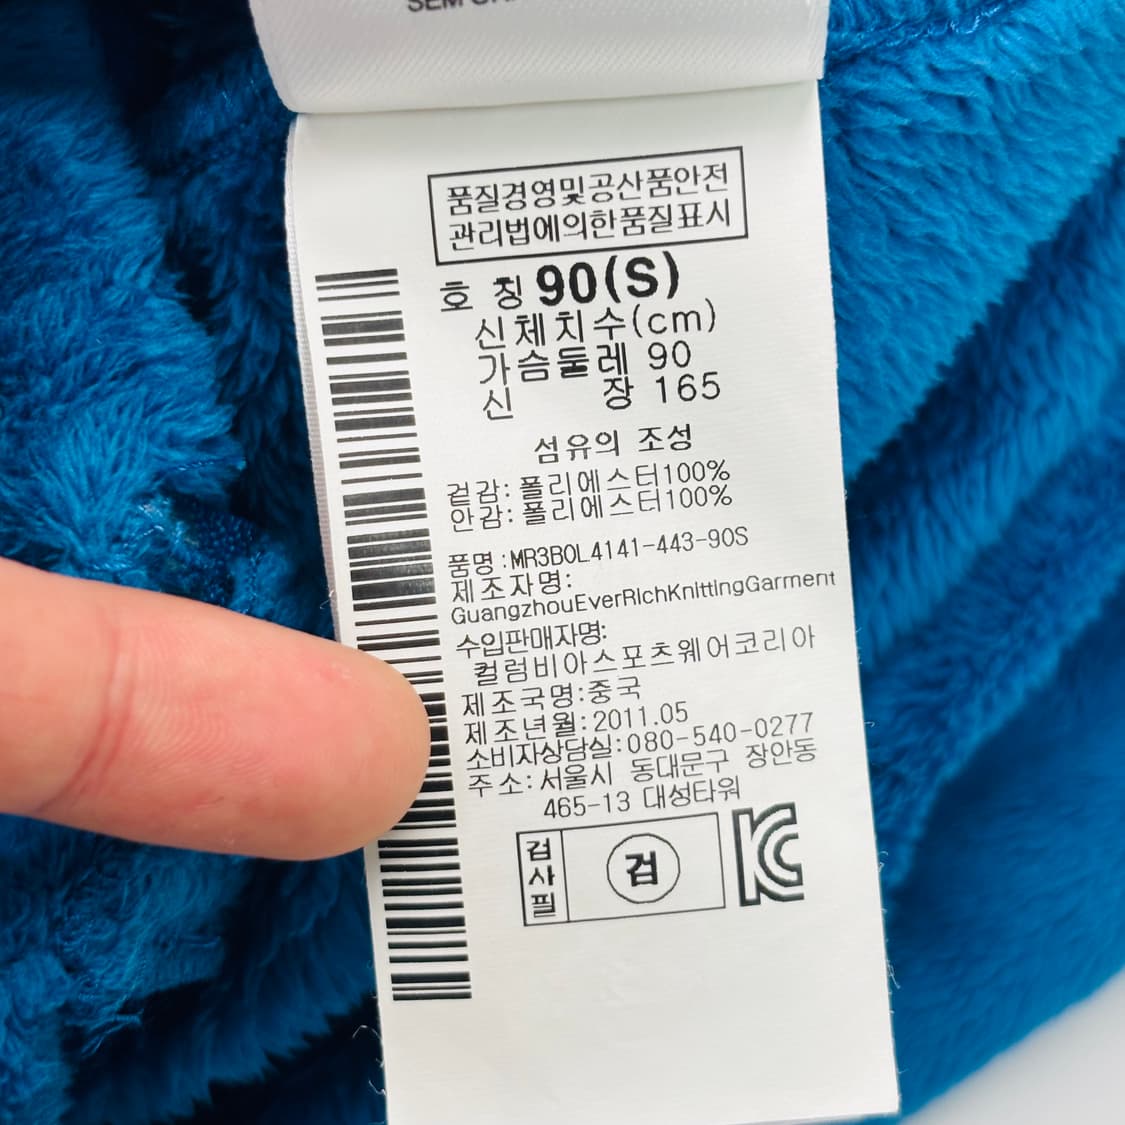 품질경영및공산품안전
관리법에의한품질표시
호 칭 90(S)
신체치수(cm)
가슴둘레 90
신 장 165
섬유의 조성
겉감: 폴리에스터100%
안감: 폴리에스터100%
품명 :MR3BOL4141-443-90S
제조자명:
GuangzhouEverRichKnittingGarment
수입판매자명:
컬럼비아스포츠웨어코리아
제조국명:중국
제조년월:2011.05
소비자상담실:080-540-0277
주소:서울시 동대문구 장안동
465-13 대성타워
검사필
검
KC